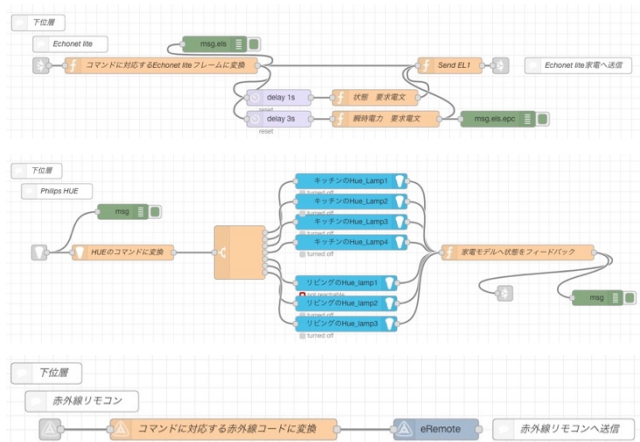 下位層
Echonet lite
msg.els
コマンドに対応するEchonet liteフレームに変換
Send EL1
Echonet lite家電へ送信
delay 1s
状態　要求電文
reset
delay 3s
瞬時電力　要求電文
msg.els.epc
reset
下位層
Philips HUE
msg
HUEのコマンドに変換
キッチンのHue_Lamp1
turned off
キッチンのHue_Lamp2
turned off
キッチンのHue_Lamp3
turned off
キッチンのHue_Lamp4
turned off
家電モデルへ状態をフィードバック
リビングのHue_lamp1
not reachable
リビングのHue_lamp2
turned off
リビングのHue_lamp3
turned off
msg
下位層
赤外線リモコン
コマンドに対応する赤外線コードに変換
eRemote
赤外線リモコンへ送信